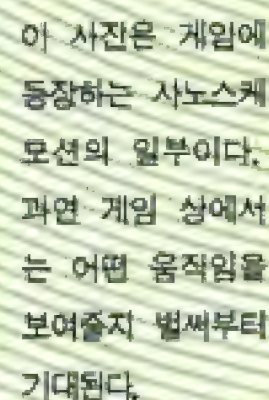 이 사진은 게임에
등장하는 사노스케
모션의 일부이다.
과연 게임 상에서
는 어떤 움직임을
보여줄지 벌써부터
기대된다.